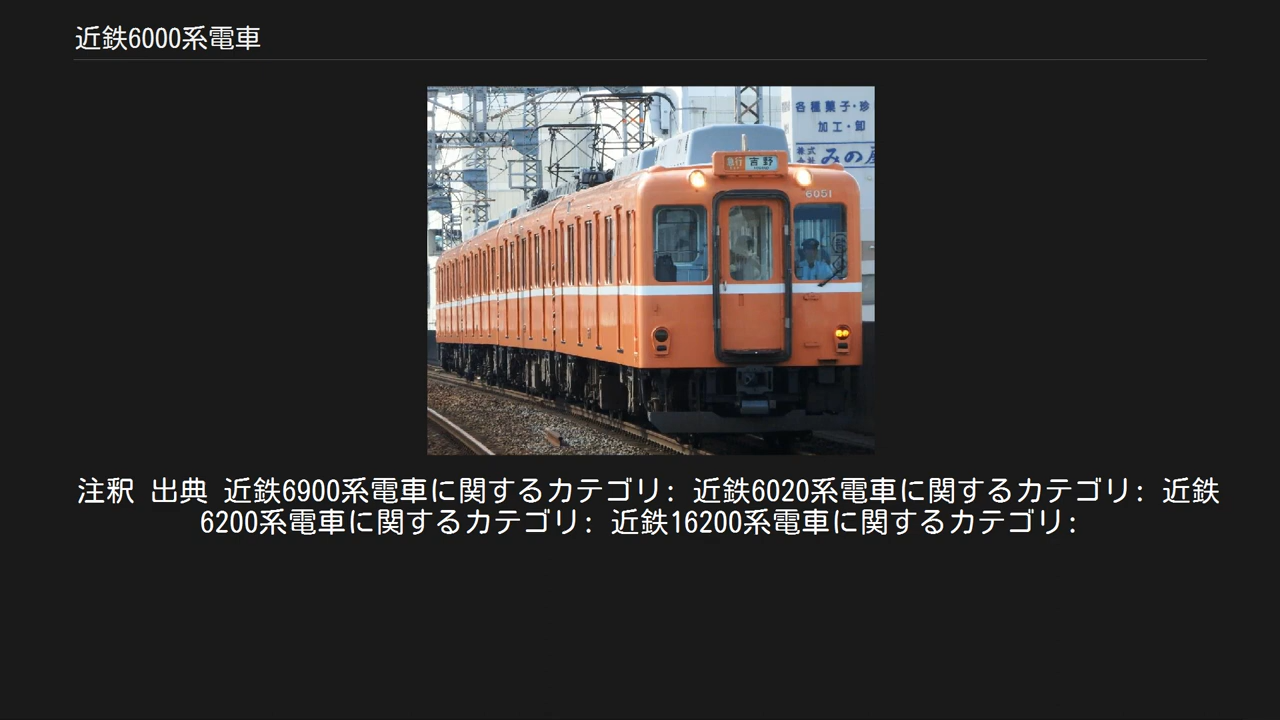 近鉄6000系電車
各種菓子・珍
加工・卸
株式
会社 みの屋
急行 吉野
6051
注釈 出典 近鉄6900系電車に関するカテゴリ: 近鉄6020系電車に関するカテゴリ: 近鉄
6200系電車に関するカテゴリ: 近鉄16200系電車に関するカテゴリ: